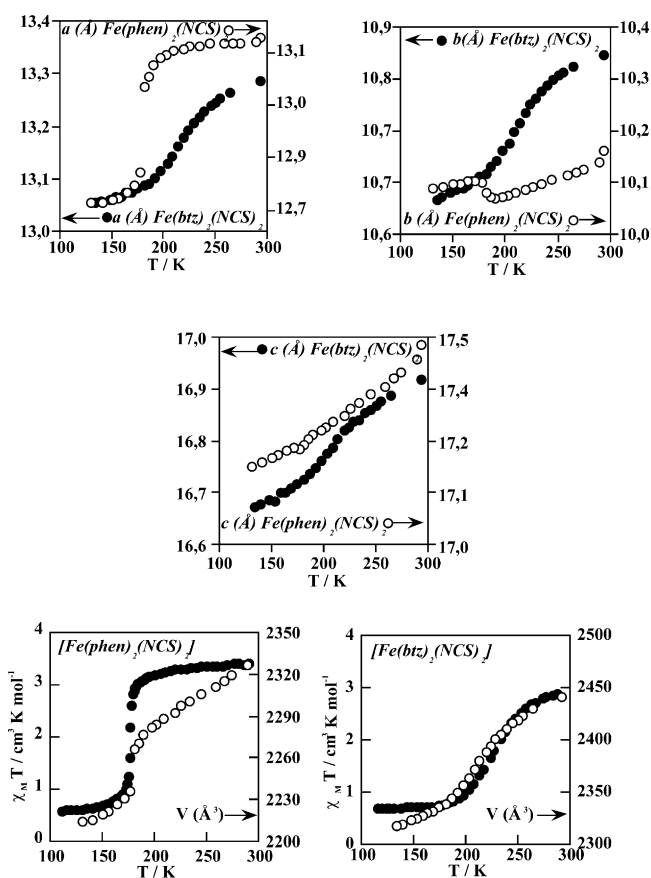 13,4
13,3
13,2
13,1
13,0
a (Å) Fe(phen)2(NCS)2
a (Å) Fe(btz)2(NCS)2
13,1
13,0
12,9
12,8
12,7
100 150 200 250 300
T / K
10,9
10,8
10,7
10,7
10,6
b(Å) Fe(btz)2(NCS)2
b (Å) Fe(phen)2(NCS)2
10,4
10,3
10,2
10,1
10,0
100 150 200 250 300
T / K
17,0
16,9
16,8
16,7
16,6
c (Å) Fe(btz)2(NCS)2
c (Å) Fe(phen)2(NCS)2
17,5
17,4
17,2
17,1
17,0
100 150 200 250 300
T / K
[Fe(phen)2(NCS)2]
χM T / cm3 K mol-1
4
3
2
1
0
2350
2320
2290
2260
2230
2200
V (Å3)
100 150 200 250 300
T / K
[Fe(btz)2(NCS)2]
χM T / cm3 K mol-1
4
3
2
1
0
2500
2450
2400
2350
2300
V (Å3)
100 150 200 250 300
T / K